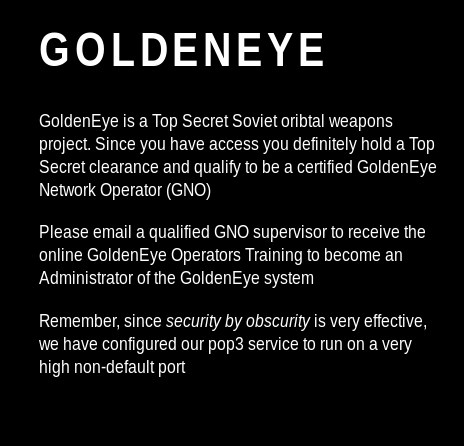 GOLDENEYE
GoldenEye is a Top Secret Soviet oribtal weapons
project. Since you have access you definitely hold a Top
Secret clearance and qualify to be a certified GoldenEye
Network Operator (GNO)
Please email a qualified GNO supervisor to receive the
online GoldenEye Operators Training to become an
Administrator of the GoldenEye system
Remember, since security by obscurity is very effective,
we have configured our pop3 service to run on a very
high non-default port